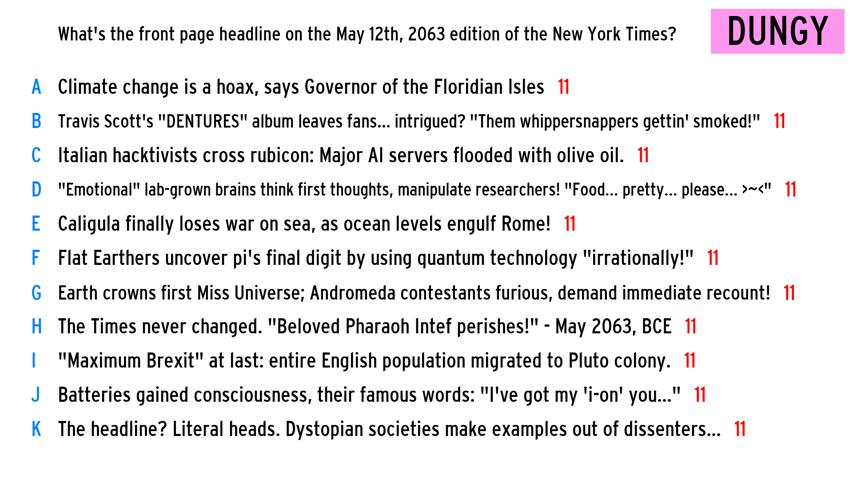 What's the front page headline on the May 12th, 2063 edition of the New York Times?
DUNGY
A Climate change is a hoax, says Governor of the Floridian Isles 11
B Travis Scott's "DENTURES" album leaves fans... intrigued? "Them whippersnappers gettin' smoked!" 11
C Italian hacktivists cross rubicon: Major AI servers flooded with olive oil. 11
D "Emotional" lab-grown brains think first thoughts, manipulate researchers! "Food... pretty... please... >~<" 11
E Caligula finally loses war on sea, as ocean levels engulf Rome! 11
F Flat Earthers uncover pi's final digit by using quantum technology "irrationally!" 11
G Earth crowns first Miss Universe; Andromeda contestants furious, demand immediate recount! 11
H The Times never changed. "Beloved Pharaoh Intef perishes!" - May 2063, BCE 11
I "Maximum Brexit" at last: entire English population migrated to Pluto colony. 11
J Batteries gained consciousness, their famous words: "I've got my 'i-on' you..." 11
K The headline? Literal heads. Dystopian societies make examples out of dissenters... 11